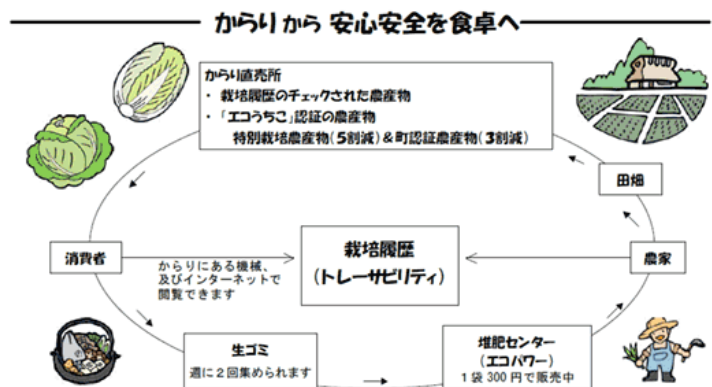 からりから 安心安全を食卓へ
からり直売所
・ 栽培履歴のチェックされた農産物
・ 「エコうちこ」認証の農産物
特別栽培農産物(5割減)&町認証農産物(3割減)
田畑
消費者
栽培履歴
(トレーサビリティ)
農家
からりにある機械、
及びインターネットで
閲覧できます
生ゴミ
週に2回集められます
堆肥センター
(エコパワー)
1袋300円で販売中